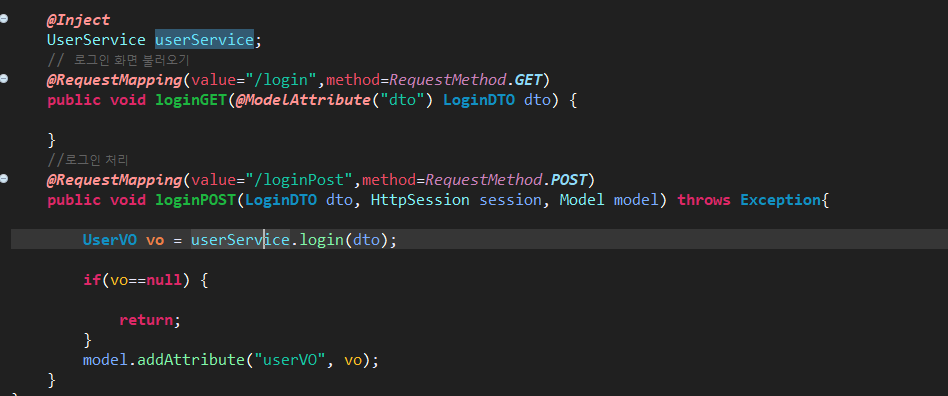 @Inject
UserService userService;
// 로그인 화면 불러오기
@RequestMapping(value="/login",method=RequestMethod.GET)
public void loginGET(@ModelAttribute("dto") LoginDTO dto) {
}
//로그인 처리
@RequestMapping(value="/loginPost",method=RequestMethod.POST)
public void loginPOST(LoginDTO dto, HttpSession session, Model model) throws Exception{
UserVO vo = userService.login(dto);
if(vo==null) {
return;
}
model.addAttribute("userVO", vo);
}